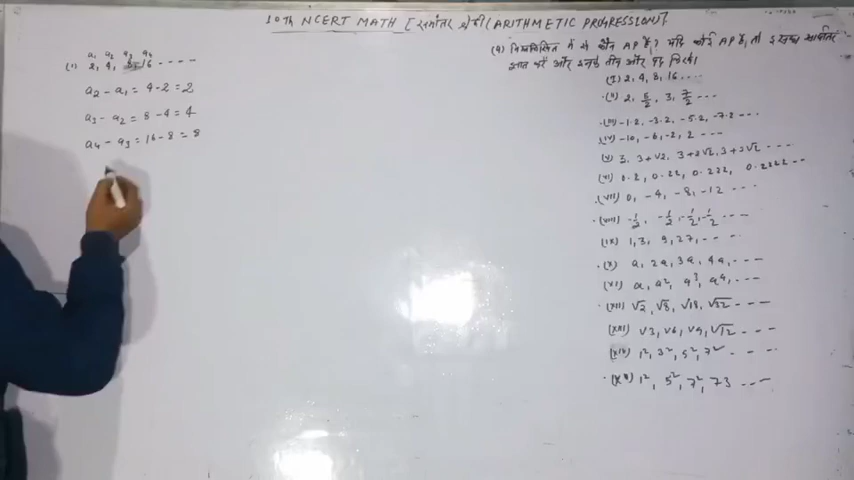 10th NCERT MATH [समांतर श्रेढ़ी (ARITHMETIC PROGRESSION)]
a₁ a₂ a₃ a₄
(i) 2, 4, 8, 16 - - - -
a₂ - a₁ = 4 - 2 = 2
a₃ - a₂ = 8 - 4 = 4
a₄ - a₃ = 16 - 8 = 8
(4) निम्नलिखित में से कौन AP हैं? यदि कोई AP है, तो इसका सार्वान्तर
ज्ञात करें और इनके तीन और पद लिखें।
(I) 2, 4, 8, 16 ....
(ii) 2, 5/2, 3, 7/2 ---
(iii) -1.2, -3.2, -5.2, -7.2 ---
(iv) -10, -6, -2, 2 ---
(v) 3, 3+√2, 3+2√2, 3+3√2 ---
(vi) 0.2, 0.22, 0.222, 0.2222 ---
(vii) 0, -4, -8, -12 ---
(viii) -1/2, -1/2, -1/2, -1/2 ---
(ix) 1, 3, 9, 27, ---
(x) a, 2a, 3a, 4a, ---
(xi) a, a², a³, a⁴, ---
(xii) √2, √8, √18, √32 ---
(xiii) √3, √6, √9, √12 ---
(xiv) 1², 3², 5², 7² - - -
(xv) 1², 5², 7², 73 ---